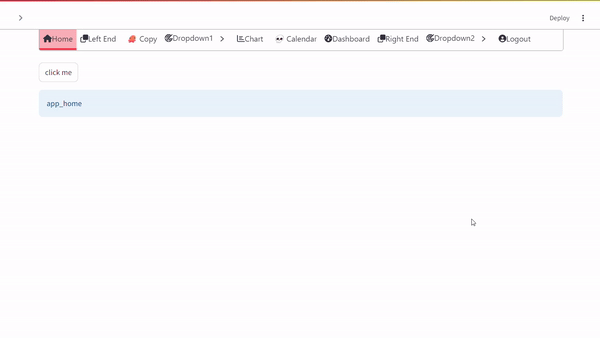 Deploy
Home Left End Copy Dropdown1 Chart Calendar Dashboard Right End Dropdown2 Logout
click me
app_home